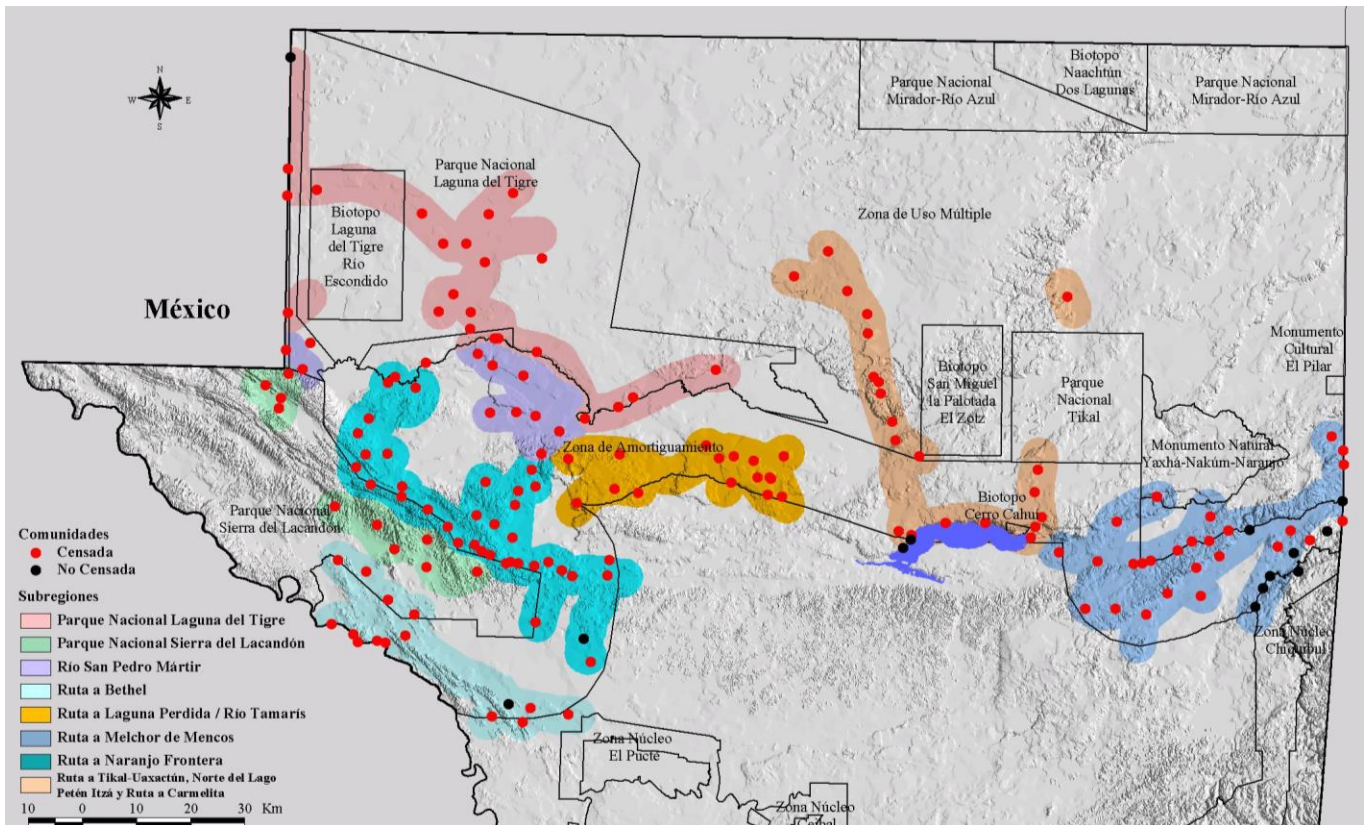 Biotopo
Naachtún
Dos Lagunas
Parque Nacional
Mirador-Río Azul
Parque Nacional
Mirador-Río Azul
N
W
E
S
Parque Nacional
Laguna del Tigre
Biotopo
Laguna
del Tigre
Río
Escondido
Zona de Uso Múltiple
México
Monumento
Cultural
El Pilar
Biotopo
San Miguel
la Palotada
El Zotz
Parque
Nacional
Tikal
Zona de Amortiguamiento
Monumento Natural
Yaxhá-Nakúm-Naranjo
Parque Nacional
Sierra del Lacandón
Biotopo
Cerro Cahuí
Zona Núcleo
Chiquibul
Zona Núcleo
El Pucté
Zona Núcleo
Comunidades
Censada
No Censada
Subregiones
Parque Nacional Laguna del Tigre
Parque Nacional Sierra del Lacandón
Río San Pedro Mártir
Ruta a Bethel
Ruta a Laguna Perdida / Río Tamarís
Ruta a Melchor de Mencos
Ruta a Naranjo Frontera
Ruta a Tikal-Uaxactún, Norte del Lago
Petén Itzá y Ruta a Carmelita
10 0 10 20 30 Km